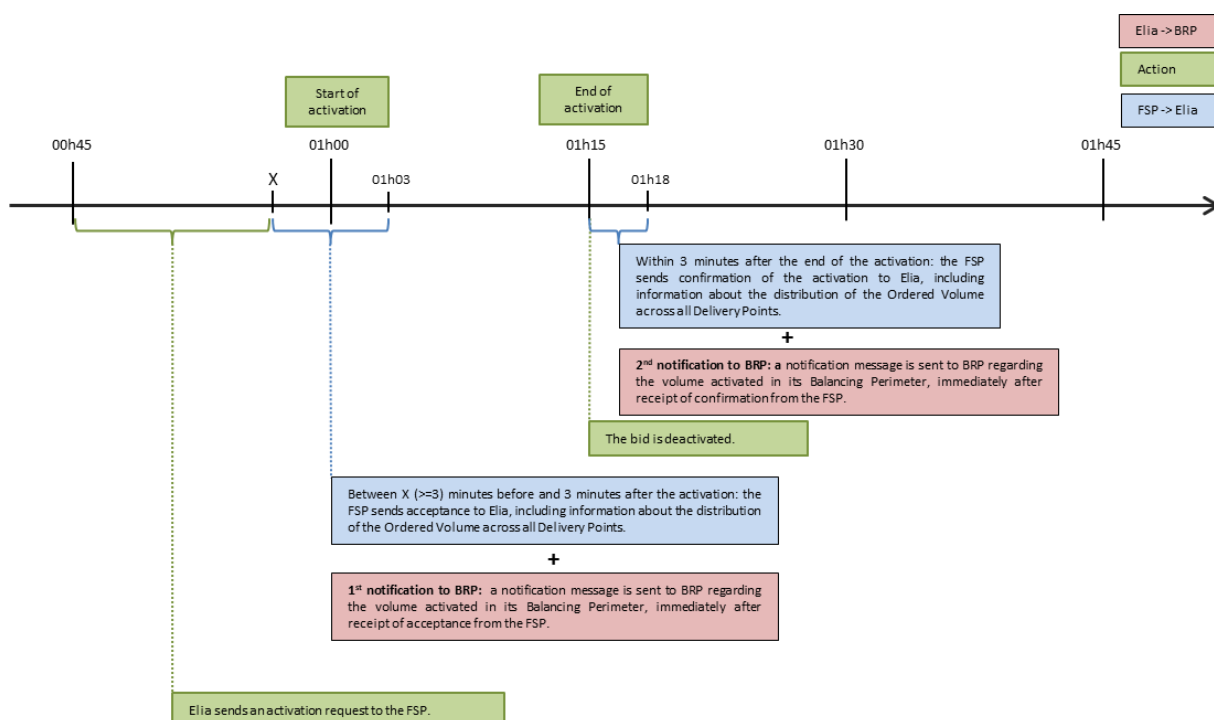 Elia -> BRP
Action
FSP -> Elia
Start of
activation
End of
activation
00h45
01h00
01h15
01h30
01h45
X
01h03
01h18
Within 3 minutes after the end of the activation: the FSP
sends confirmation of the activation to Elia, including
information about the distribution of the Ordered Volume
across all Delivery Points.
+
2nd notification to BRP: a notification message is sent to BRP regarding
the volume activated in its Balancing Perimeter, immediately after
receipt of confirmation from the FSP.
The bid is deactivated.
Between X (>=3) minutes before and 3 minutes after the activation: the
FSP sends acceptance to Elia, including information about the distribution
of the Ordered Volume across all Delivery Points.
+
1st notification to BRP: a notification message is sent to BRP regarding
the volume activated in its Balancing Perimeter, immediately after
receipt of acceptance from the FSP.
Elia sends an activation request to the FSP.